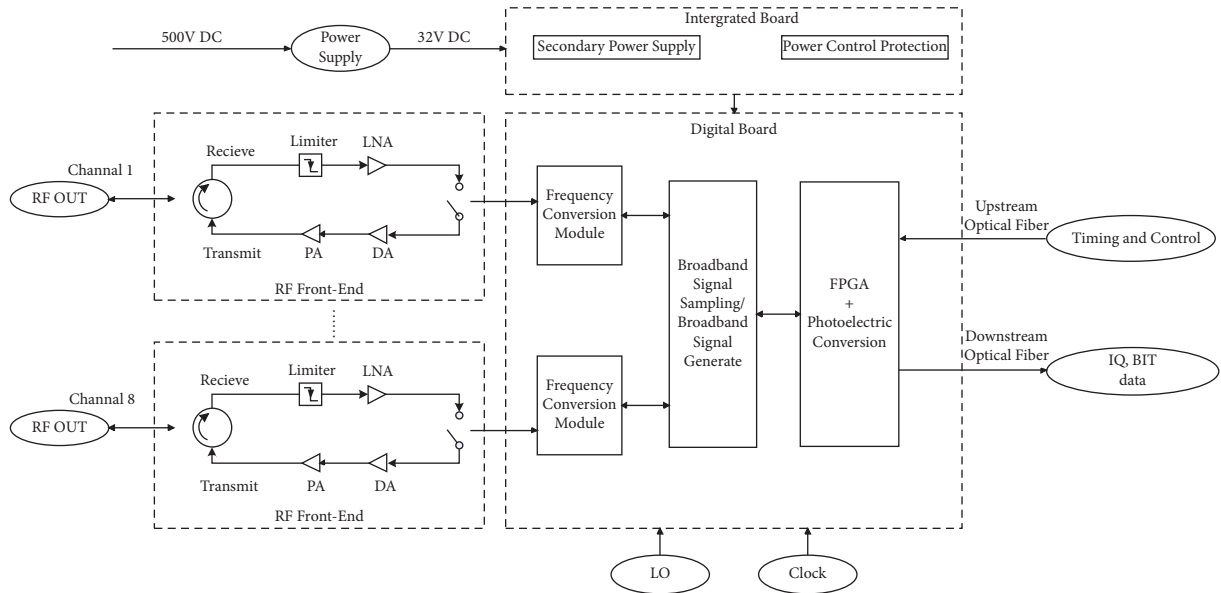 Intergrated Board
500V DC
Power
Supply
32V DC
Secondary Power Supply
Power Control Protection
Digital Board
Channel 1
RF OUT
Recieve
Limiter
LNA
Transmit
PA
DA
RF Front-End
Frequency
Conversion
Module
Broadband
Signal
Sampling/
Broadband
Signal
Generate
FPGA
+
Photoelectric
Conversion
Upstream
Optical Fiber
Timing and Control
Downstream
Optical Fiber
IQ, BIT
data
Channel 8
RF OUT
Recieve
Limiter
LNA
Transmit
PA
DA
RF Front-End
Frequency
Conversion
Module
LO
Clock